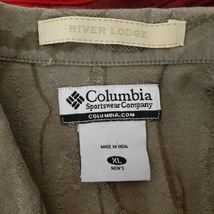 RIVER LODGE
Columbia
Sportswear Company
COLUMBIA.COM
MADE IN INDIA
XL
MEN'S